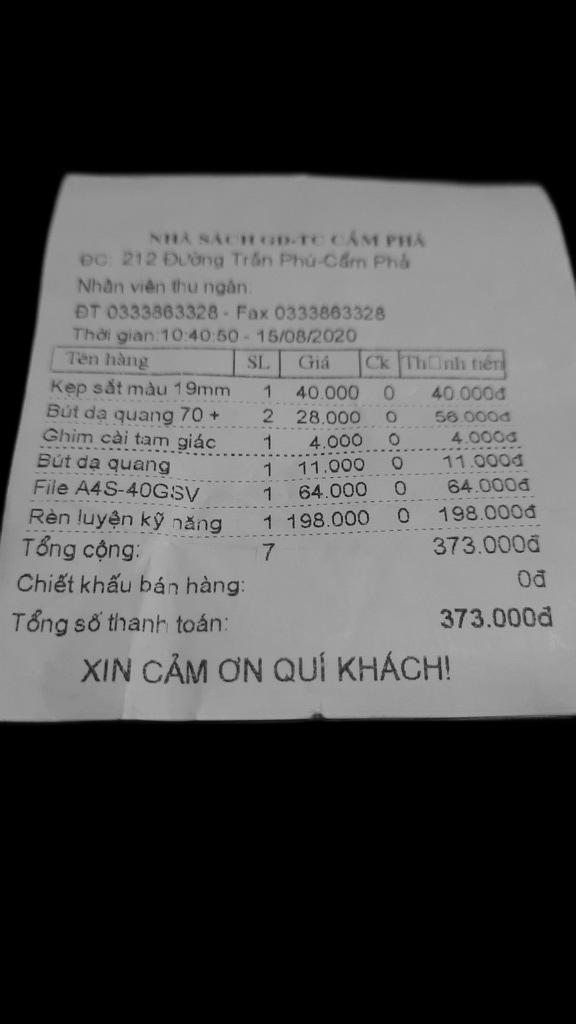 NHÀ SÁCH GD-TC CẨM PHẢ
ĐC: 212 Đường Trần Phú-Cẩm Phả
Nhân viên thu ngân:
ĐT 0333863328 - Fax 0333863328
Thời gian:10:40:50 - 15/08/2020
Tên hàng SL Giá Ck Th□nh tiền
Kẹp sắt màu 19mm 1 40.000 0 40.000đ
Bút dạ quang 70 + 2 28.000 0 56.000đ
Ghim cài tam giác 1 4.000 0 4.000đ
Bút dạ quang 1 11.000 0 11.000đ
File A4S-40GSV 1 64.000 0 64.000đ
Rèn luyện kỹ năng 1 198.000 0 198.000đ
Tổng cộng: 7 373.000đ
Chiết khấu bán hàng: 0đ
Tổng số thanh toán: 373.000đ
XIN CẢM ƠN QUÍ KHÁCH!